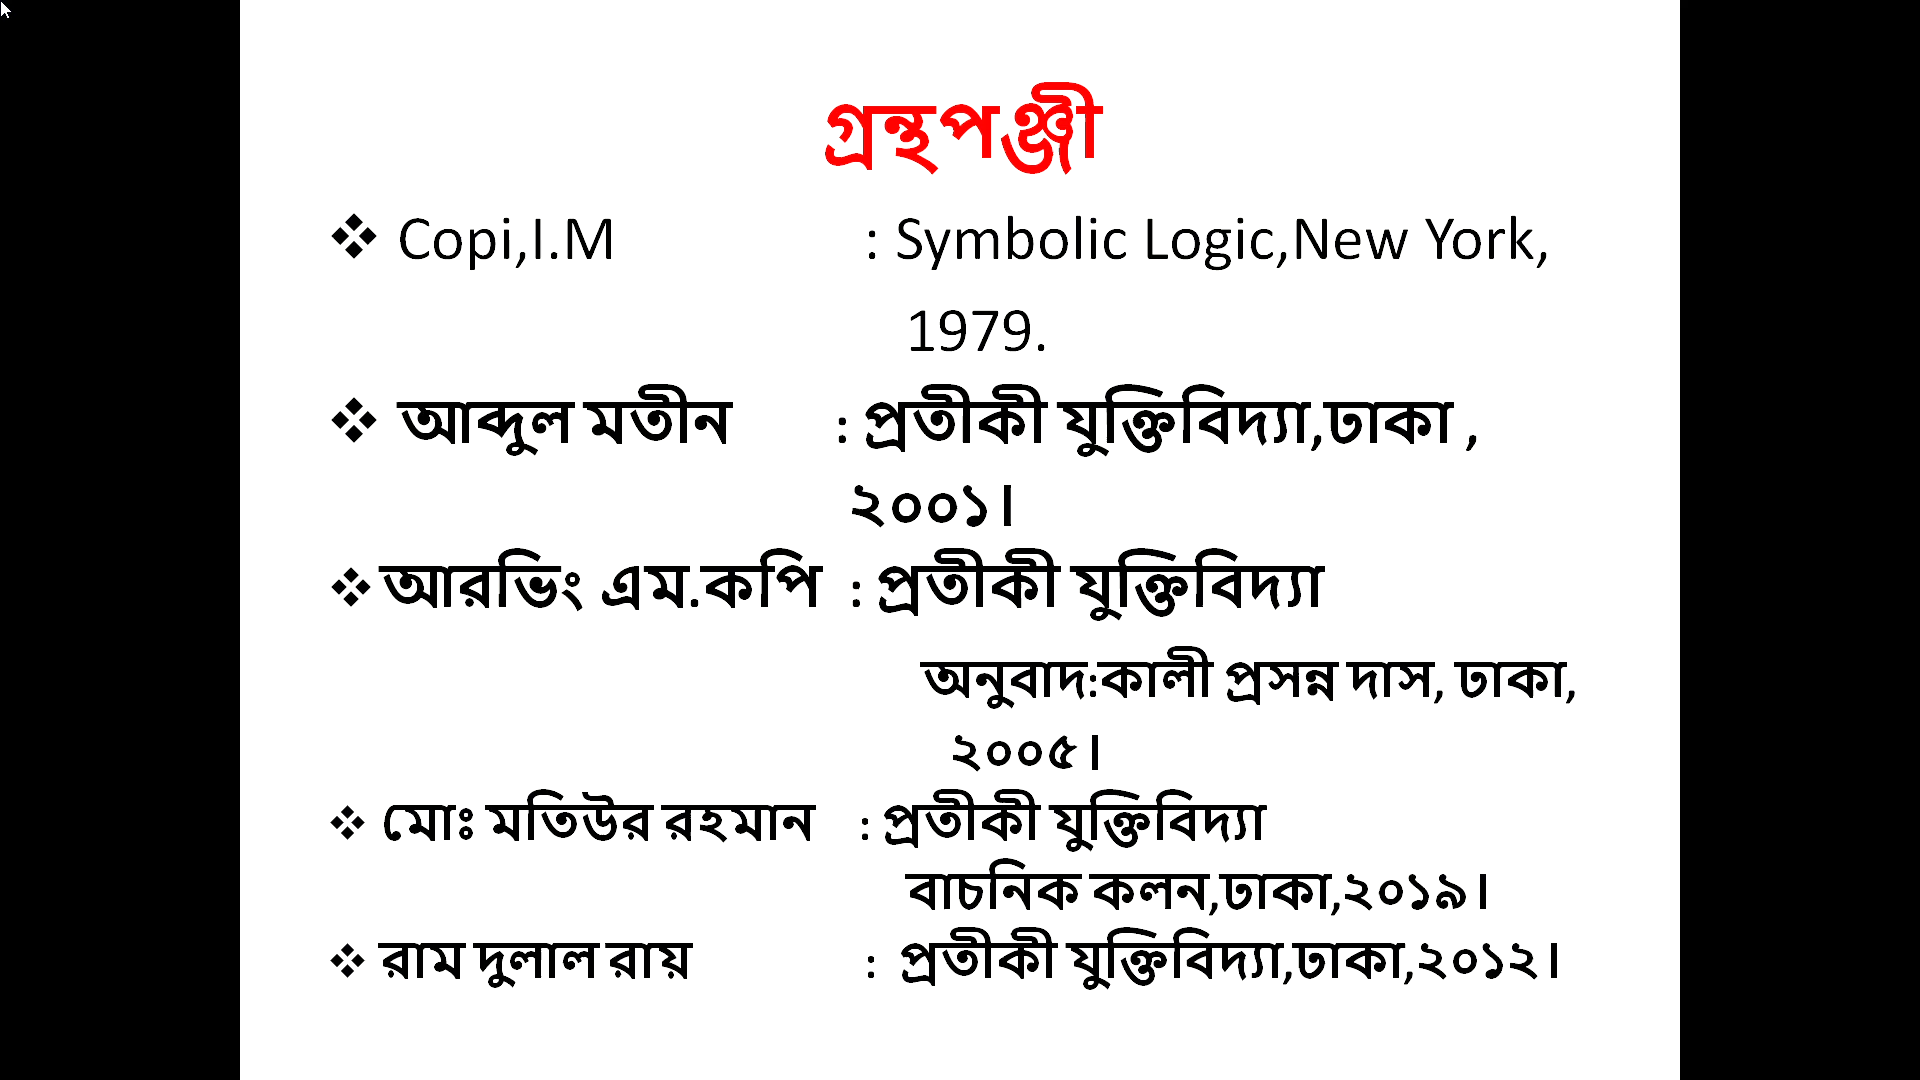 গ্রন্থপঞ্জী
❖ Copi,I.M : Symbolic Logic,New York,
1979.
❖ আব্দুল মতীন : প্রতীকী যুক্তিবিদ্যা,ঢাকা ,
২০০১।
❖ আরভিং এম.কপি : প্রতীকী যুক্তিবিদ্যা
অনুবাদ:কালী প্রসন্ন দাস, ঢাকা,
২০০৫।
❖ মোঃ মতিউর রহমান : প্রতীকী যুক্তিবিদ্যা
বাচনিক কলন,ঢাকা,২০১৯।
❖ রাম দুলাল রায় : প্রতীকী যুক্তিবিদ্যা,ঢাকা,২০১২।